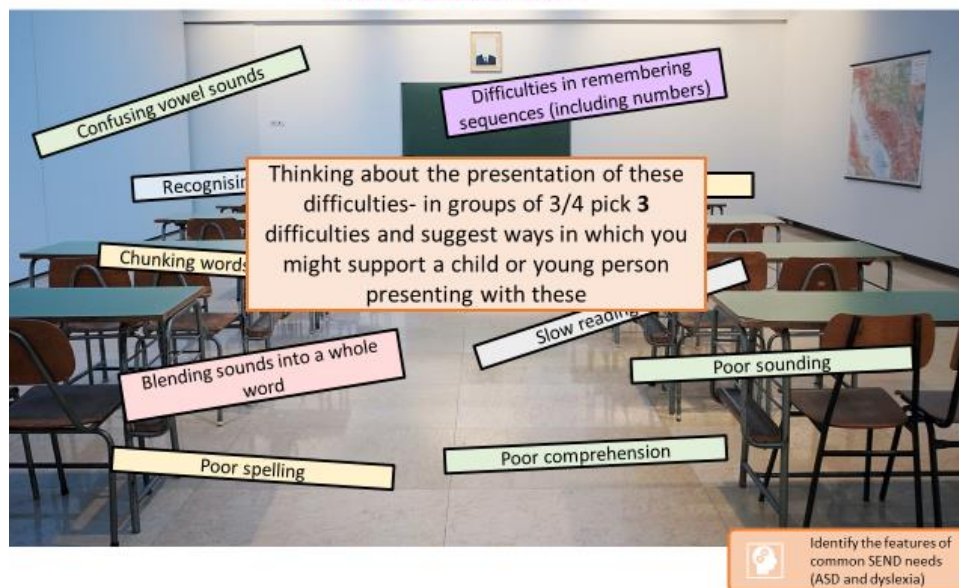 Confusing vowel sounds
Difficulties in remembering
sequences (including numbers)
Thinking about the presentation of these
difficulties- in groups of 3/4 pick 3
difficulties and suggest ways in which you
might support a child or young person
presenting with these
Chunking words
Slow reading
Blending sounds into a whole
word
Poor sounding
Poor spelling
Poor comprehension
Identify the features of
common SEND needs
(ASD and dyslexia)